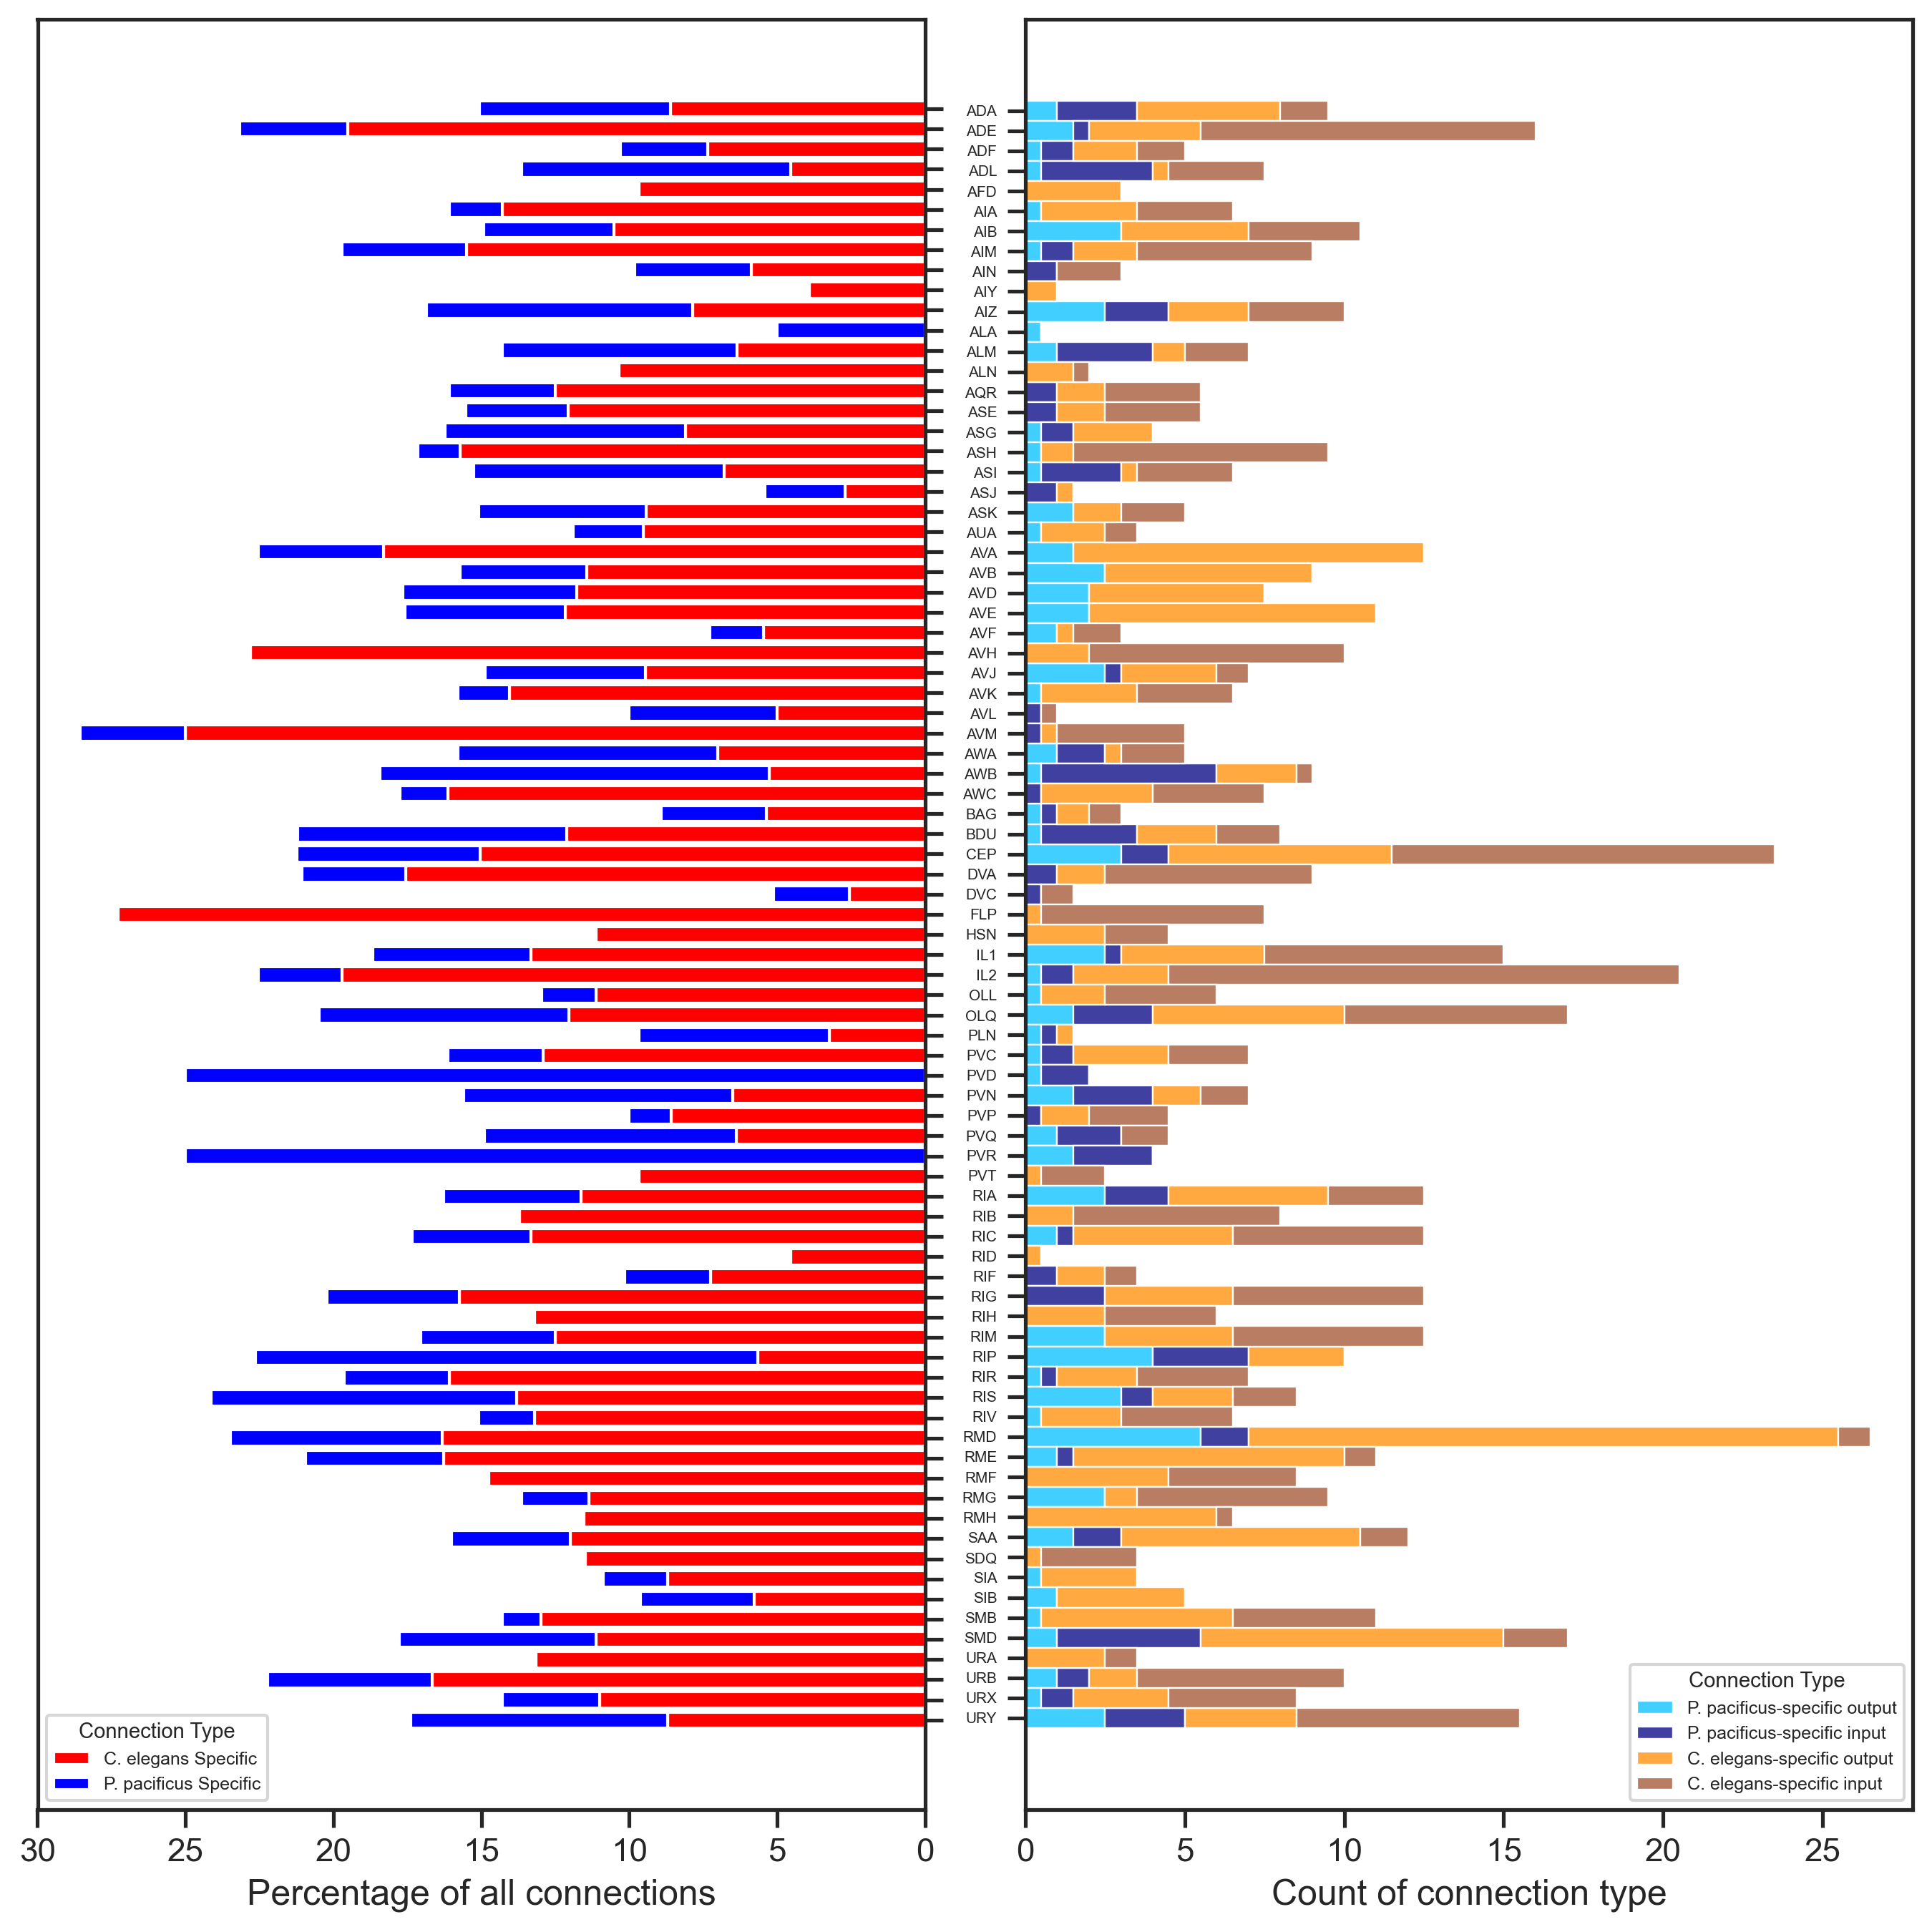 ADA
ADE
ADF
ADL
AFD
AIA
AIB
AIM
AIN
AIY
AIZ
ALA
ALM
ALN
AQR
ASE
ASG
ASH
ASI
ASJ
ASK
AUA
AVA
AVB
AVD
AVE
AVF
AVH
AVJ
AVK
AVL
AVM
AWA
AWB
AWC
BAG
BDU
CEP
DVA
DVC
FLP
HSN
IL1
IL2
OLL
OLQ
PLN
PVC
PVD
PVN
PVP
PVQ
PVR
PVT
RIA
RIB
RIC
RID
RIF
RIG
RIH
RIM
RIP
RIR
RIS
RIV
RMD
RME
RMF
RMG
RMH
SAA
SDQ
SIA
SIB
SMB
SMD
URA
URB
URX
URY
Connection Type
C. elegans Specific
P. pacificus Specific
30 25 20 15 10 5 0
Percentage of all connections
Connection Type
P. pacificus-specific output
P. pacificus-specific input
C. elegans-specific output
C. elegans-specific input
0 5 10 15 20 25
Count of connection type